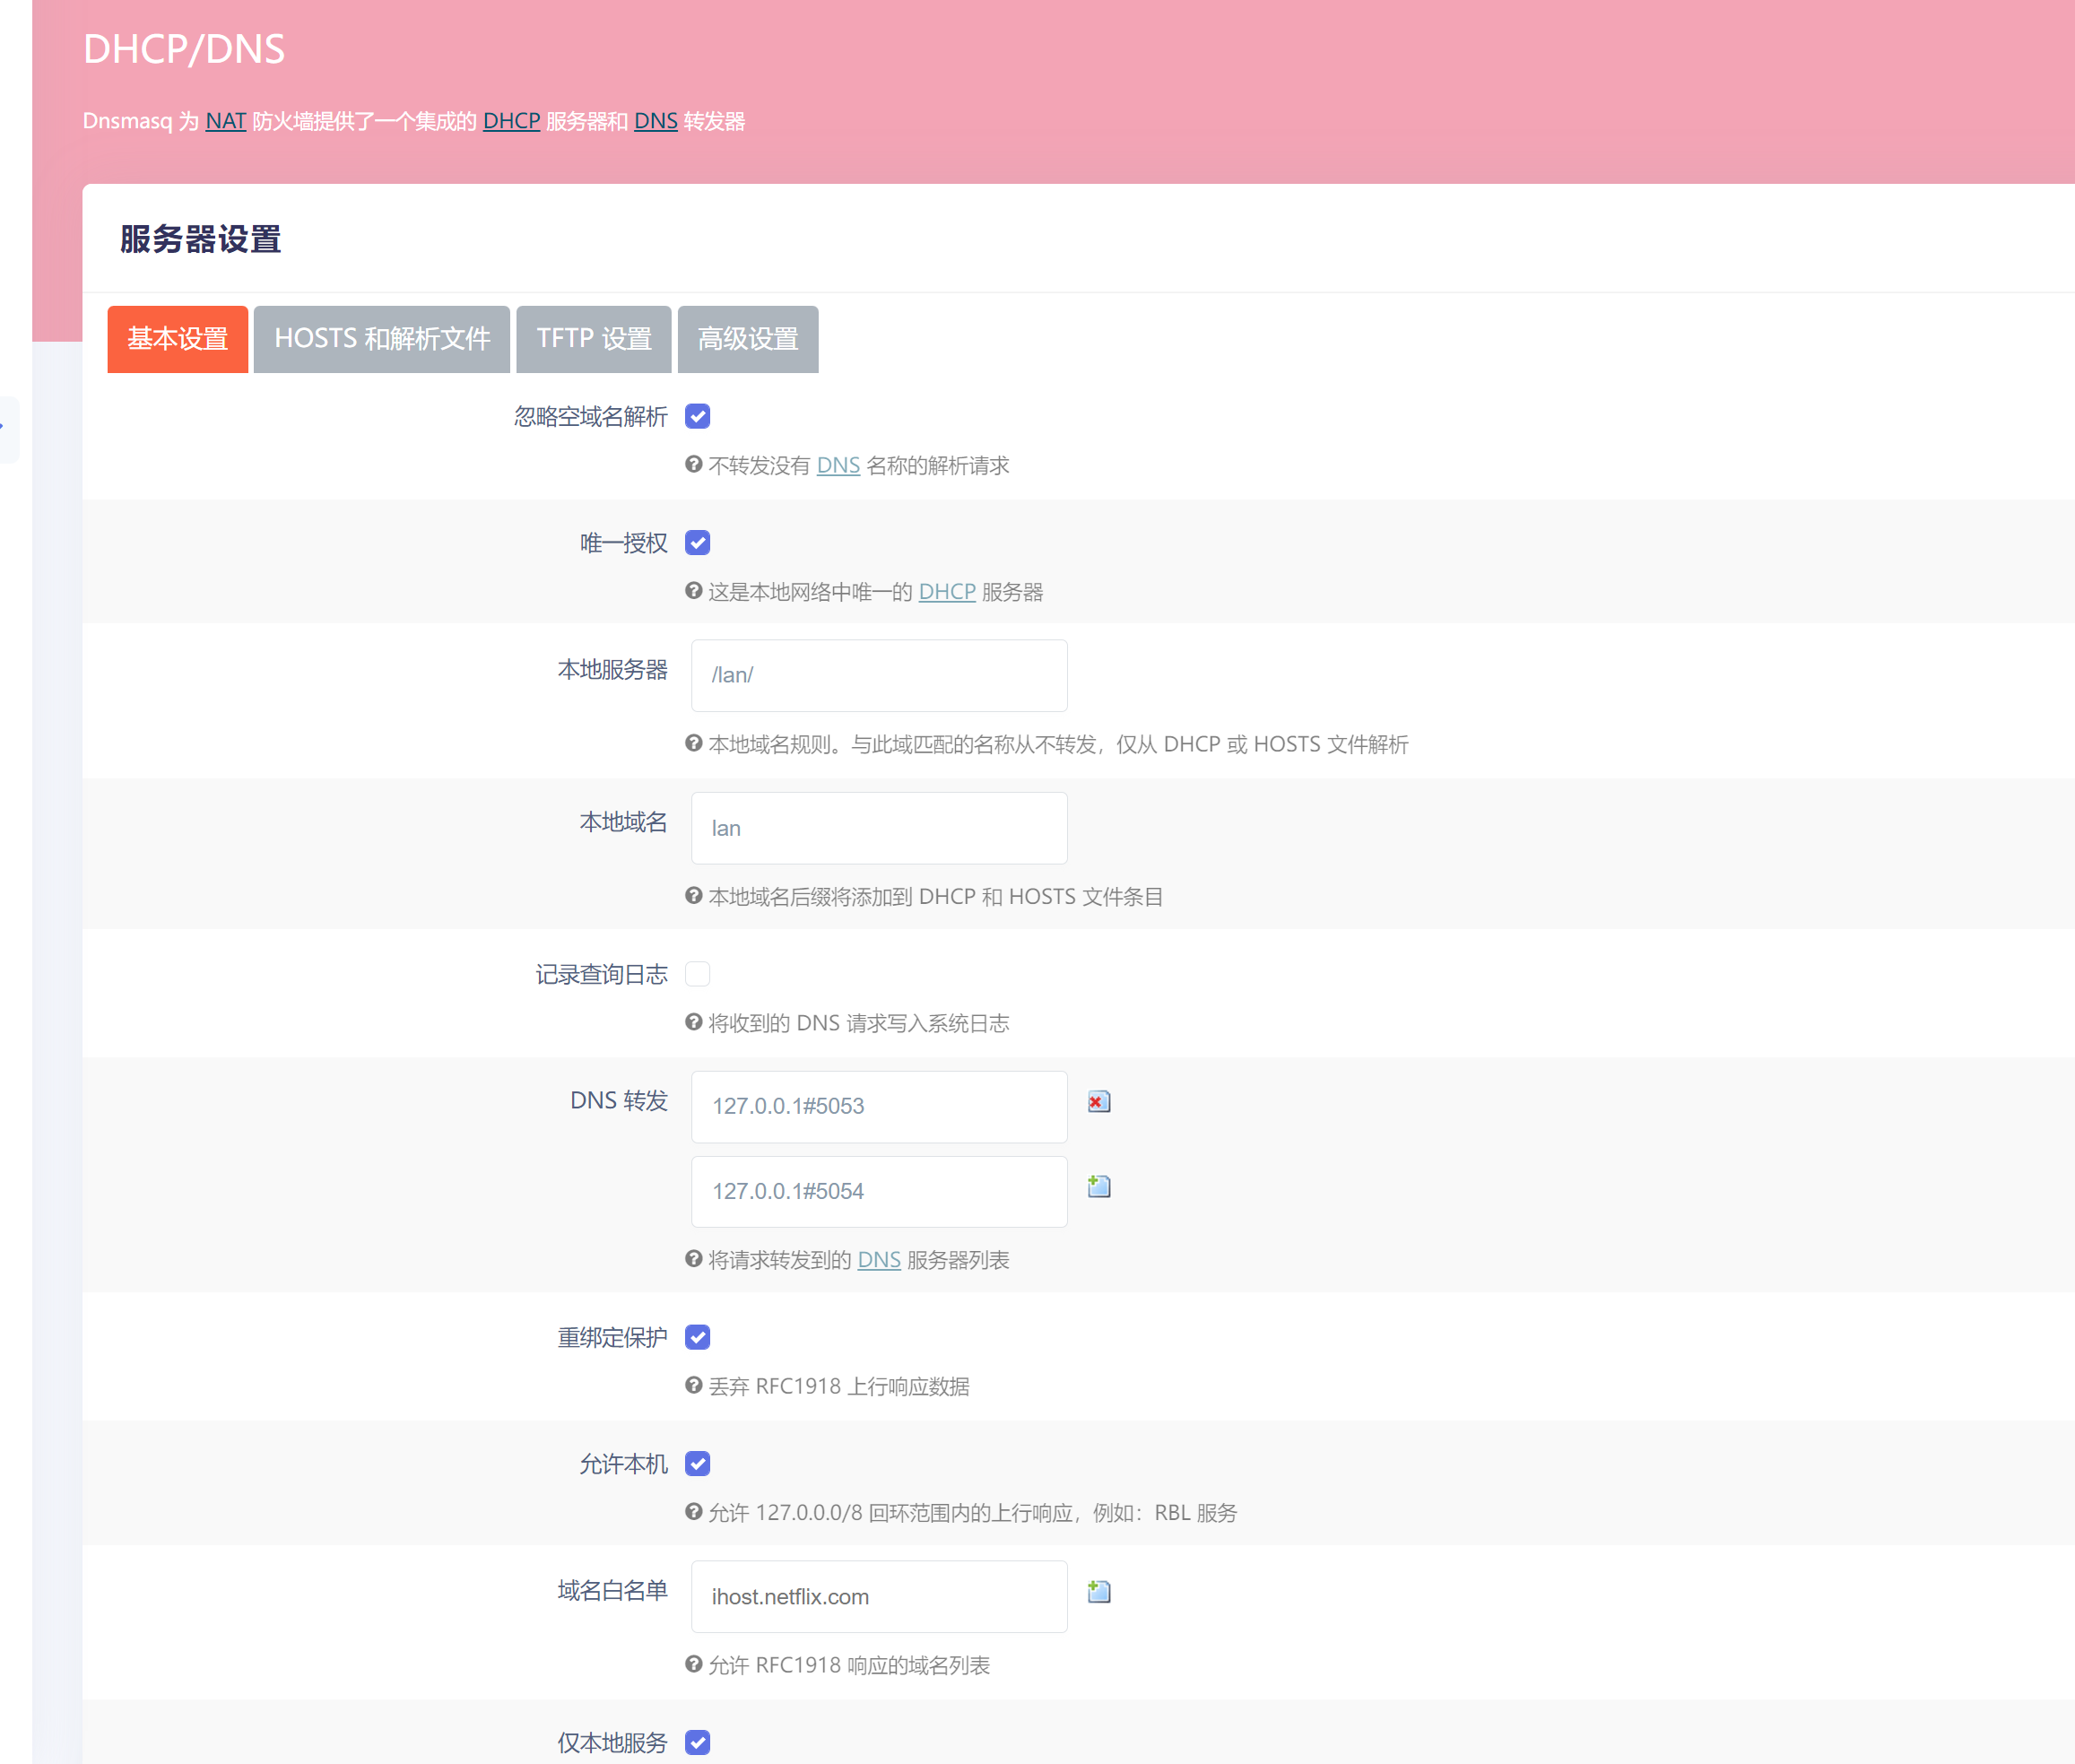 DHCP/DNS
Dnsmasq 为 NAT 防火墙提供了一个集成的 DHCP 服务器和 DNS 转发器
服务器设置
基本设置 HOSTS 和解析文件 TFTP 设置 高级设置
忽略空域名解析
不转发没有 DNS 名称的解析请求
唯一授权
这是本地网络中唯一的 DHCP 服务器
本地服务器 /lan/
本地域名规则。与此域匹配的名称从不转发，仅从 DHCP 或 HOSTS 文件解析
本地域名 lan
本地域名后缀将添加到 DHCP 和 HOSTS 文件条目
记录查询日志
将收到的 DNS 请求写入系统日志
DNS 转发 127.0.0.1#5053
127.0.0.1#5054
将请求转发到的 DNS 服务器列表
重绑定保护
丢弃 RFC1918 上行响应数据
允许本机
允许 127.0.0.0/8 回环范围内的上行响应，例如：RBL 服务
域名白名单 ihost.netflix.com
允许 RFC1918 响应的域名列表
仅本地服务